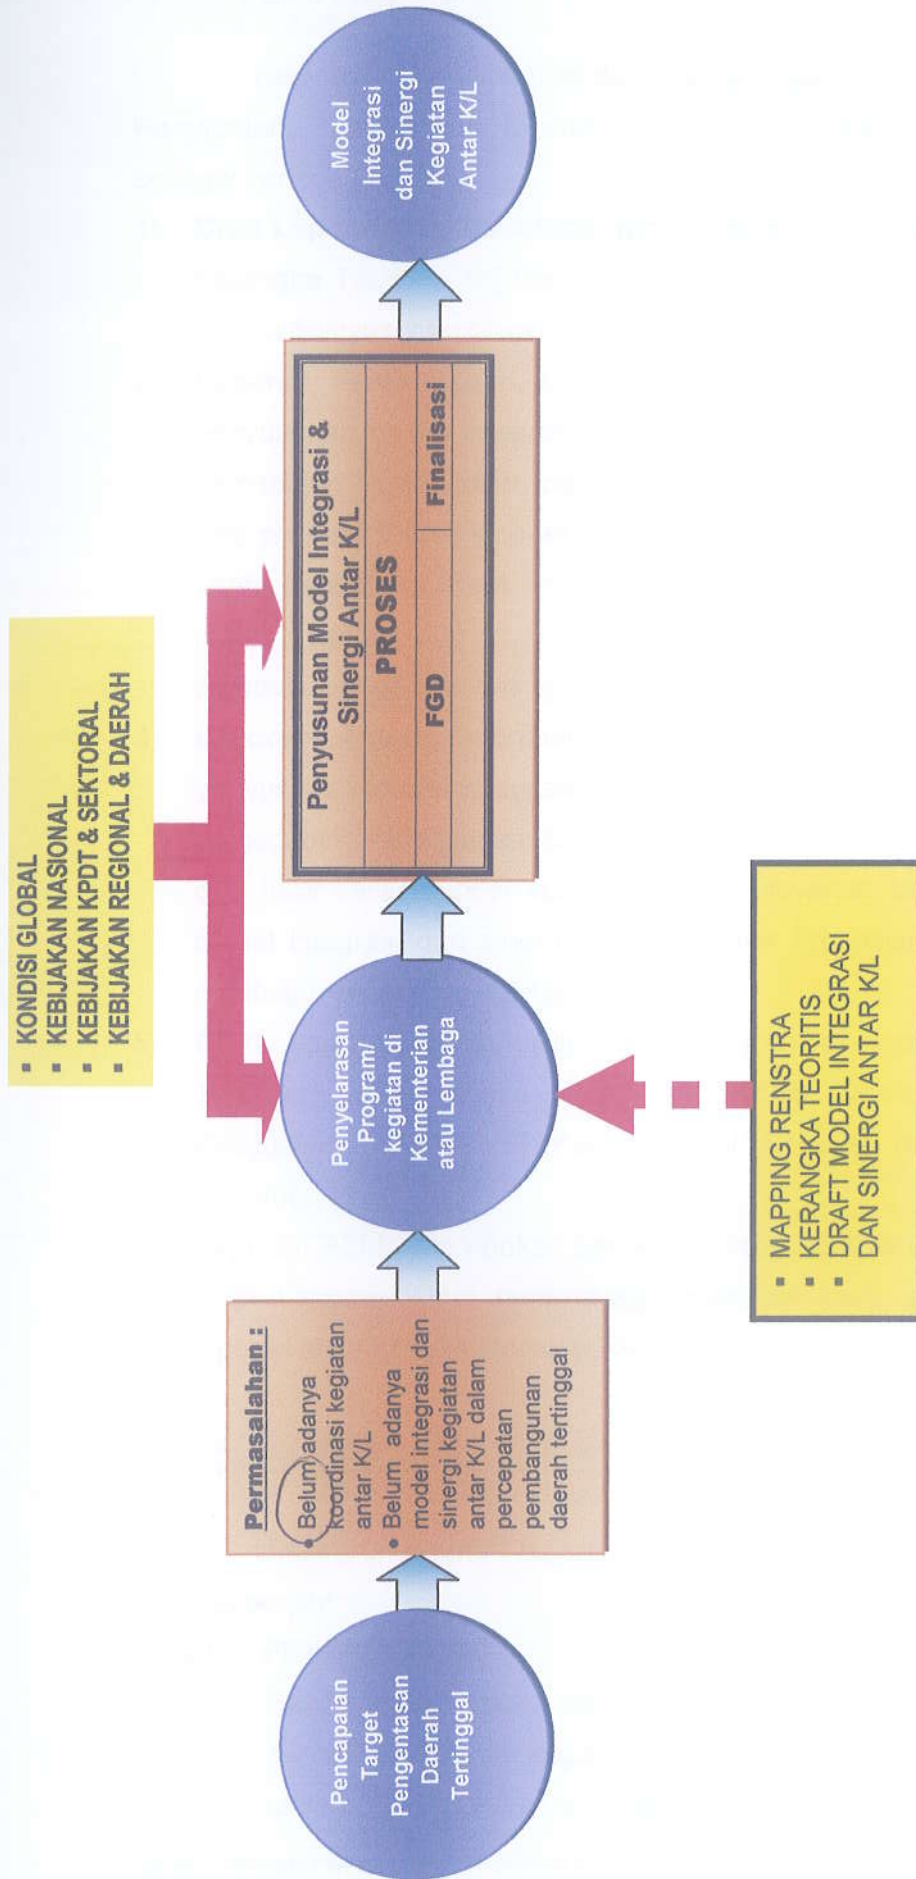 ▪ KONDISI GLOBAL
▪ KEBIJAKAN NASIONAL
▪ KEBIJAKAN KPDT & SEKTORAL
▪ KEBIJAKAN REGIONAL & DAERAH
Pencapaian
Target
Pengentasan
Daerah
Tertinggal
Permasalahan :
• Belum adanya
koordinasi kegiatan
antar K/L
• Belum adanya
model integrasi dan
sinergi kegiatan
antar K/L dalam
percepatan
pembangunan
daerah tertinggal
Penyelarasan
Program/
kegiatan di
Kementerian
atau Lembaga
Penyusunan Model Integrasi &
Sinergi Antar K/L
PROSES
FGD
Finalisasi
Model
Integrasi
dan Sinergi
Kegiatan
Antar K/L
▪ MAPPING RENSTRA
▪ KERANGKA TEORITIS
▪ DRAFT MODEL INTEGRASI
DAN SINERGI ANTAR K/L